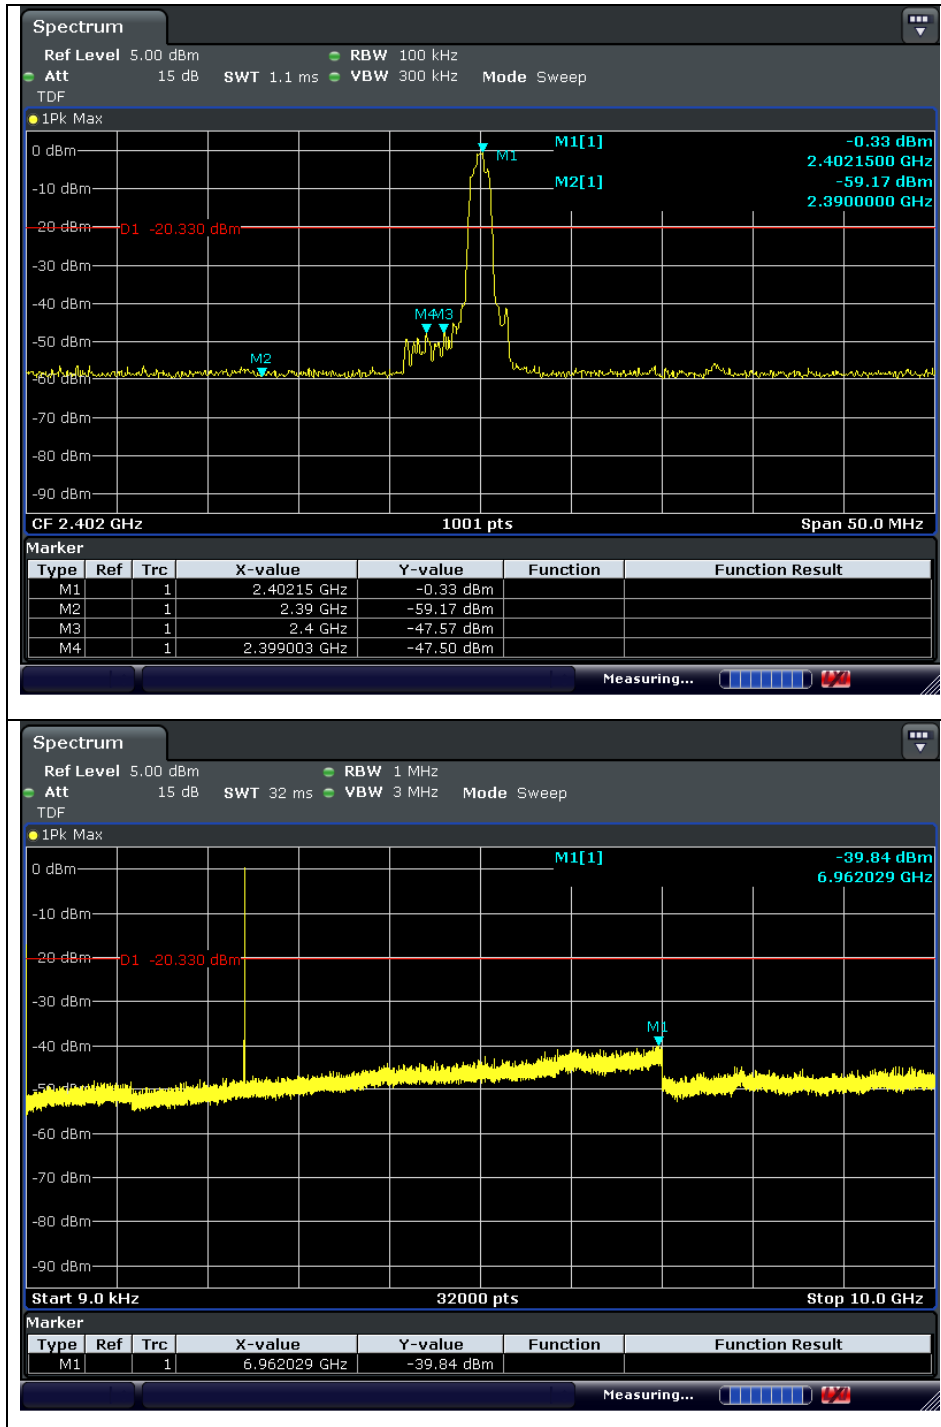 Spectrum
Ref Level 5.00 dBm RBW 100 kHz
Att 15 dB SWT 1.1 ms VBW 300 kHz Mode Sweep
TDF
1Pk Max
M1[1] -0.33 dBm
2.4021500 GHz
M2[1] -59.17 dBm
2.3900000 GHz
0 dBm
M1
-10 dBm
-20 dBm
D1 -20.330 dBm
-30 dBm
-40 dBm
M4 M3
-50 dBm
M2
-60 dBm
-70 dBm
-80 dBm
-90 dBm
CF 2.402 GHz 1001 pts Span 50.0 MHz
Marker
Type Ref Trc X-value Y-value Function Function Result
M1 1 2.40215 GHz -0.33 dBm
M2 1 2.39 GHz -59.17 dBm
M3 1 2.4 GHz -47.57 dBm
M4 1 2.399003 GHz -47.50 dBm
Measuring...
Spectrum
Ref Level 5.00 dBm RBW 1 MHz
Att 15 dB SWT 32 ms VBW 3 MHz Mode Sweep
TDF
1Pk Max
M1[1] -39.84 dBm
6.962029 GHz
0 dBm
-10 dBm
-20 dBm
D1 -20.330 dBm
-30 dBm
M1
-40 dBm
-50 dBm
-60 dBm
-70 dBm
-80 dBm
-90 dBm
Start 9.0 kHz 32000 pts Stop 10.0 GHz
Marker
Type Ref Trc X-value Y-value Function Function Result
M1 1 6.962029 GHz -39.84 dBm
Measuring...